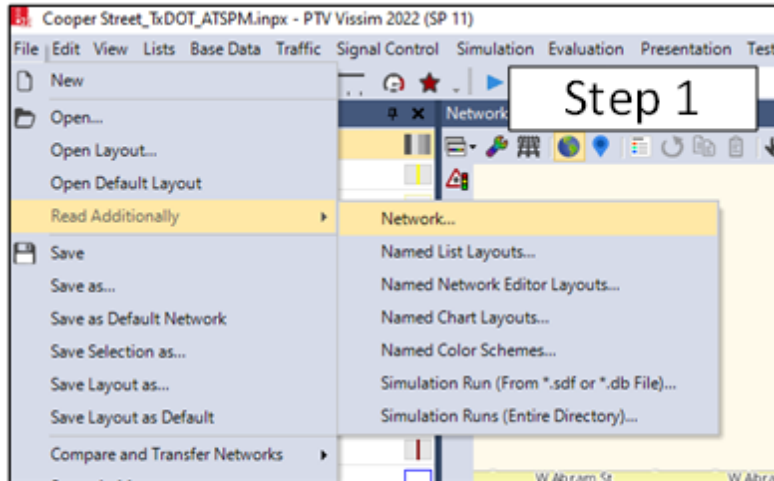 Cooper Street_TxDOT_ATSPM.inpx - PTV Vissim 2022 (SP 11)
File Edit View Lists Base Data Traffic Signal Control Simulation Evaluation Presentation Test
New
Step 1
Open...
Network
Open Layout...
Open Default Layout
Read Additionally
Network...
Save
Named List Layouts...
Save as...
Named Network Editor Layouts...
Save as Default Network
Named Chart Layouts...
Save Selection as...
Named Color Schemes...
Save Layout as...
Simulation Run (From *.sdf or *.db File)...
Save Layout as Default
Simulation Runs (Entire Directory)...
Compare and Transfer Networks
W Abram St